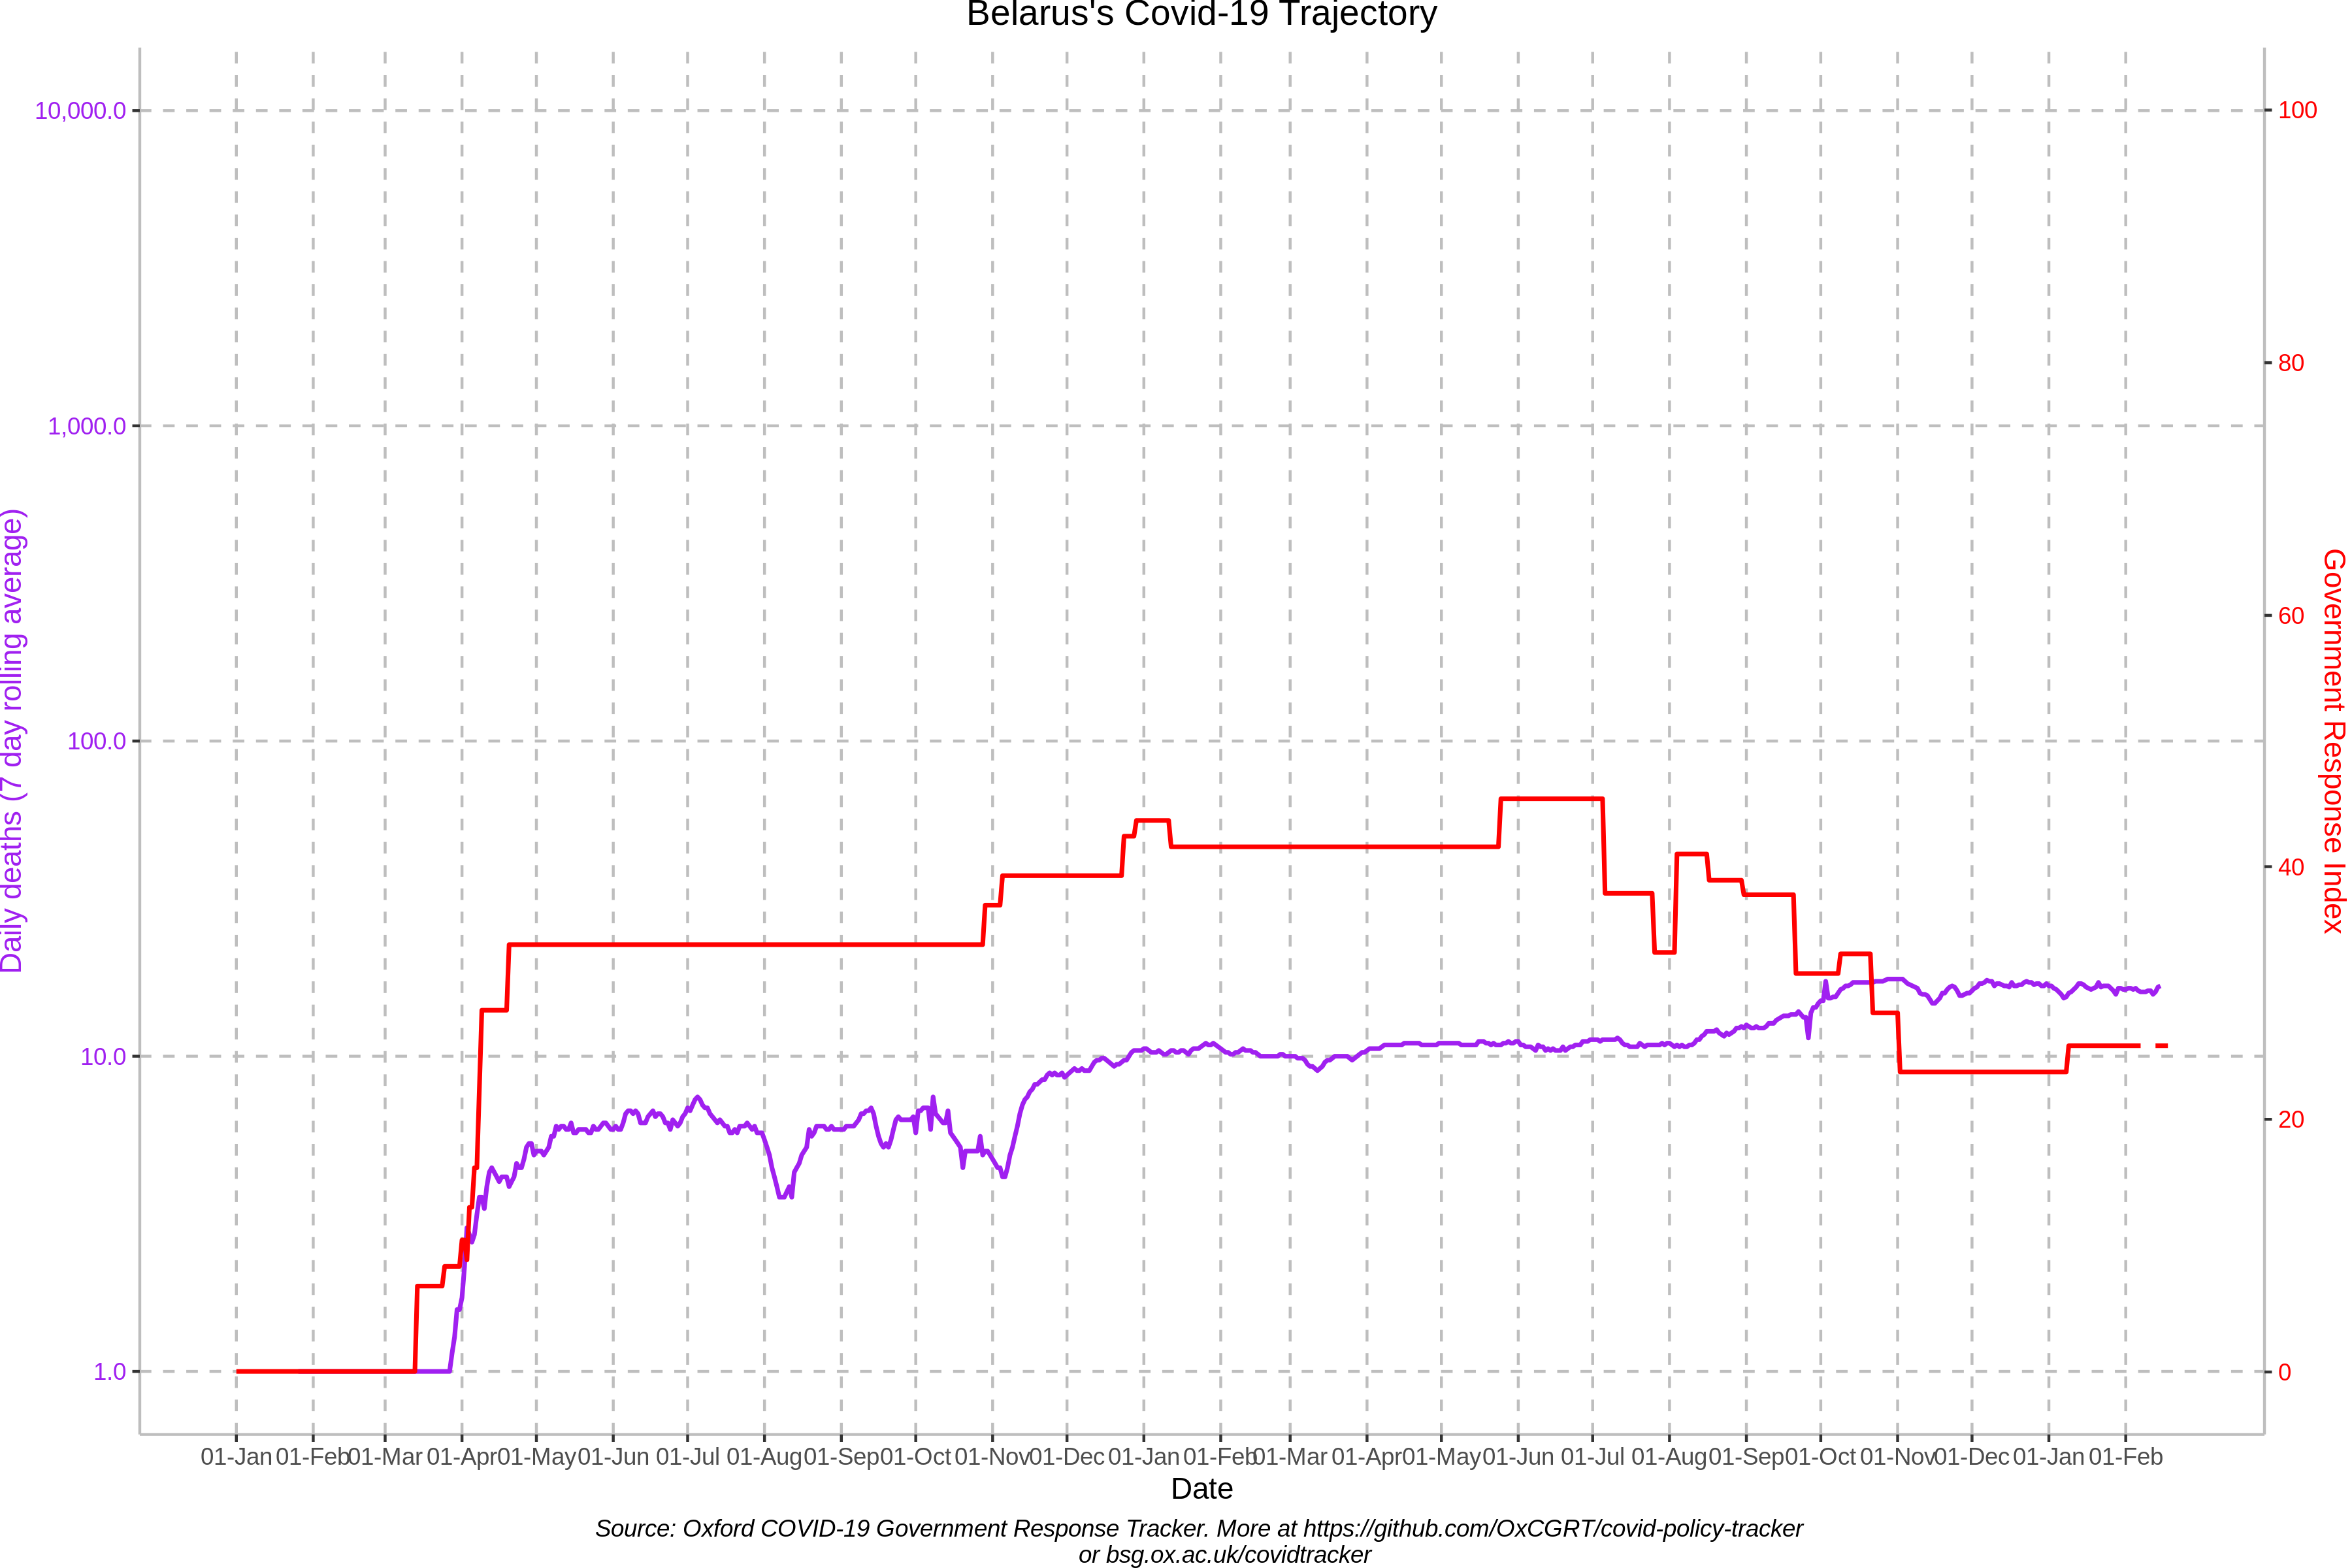 Belarus's Covid-19 Trajectory
10,000.0
1,000.0
100.0
10.0
1.0
Daily deaths (7 day rolling average)
100
80
60
40
20
0
Government Response Index
01-Jan 01-Feb 01-Mar 01-Apr 01-May 01-Jun 01-Jul 01-Aug 01-Sep 01-Oct 01-Nov 01-Dec 01-Jan 01-Feb 01-Mar 01-Apr 01-May 01-Jun 01-Jul 01-Aug 01-Sep 01-Oct 01-Nov 01-Dec 01-Jan 01-Feb
Date
Source: Oxford COVID-19 Government Response Tracker. More at https://github.com/OxCGRT/covid-policy-tracker
or bsg.ox.ac.uk/covidtracker